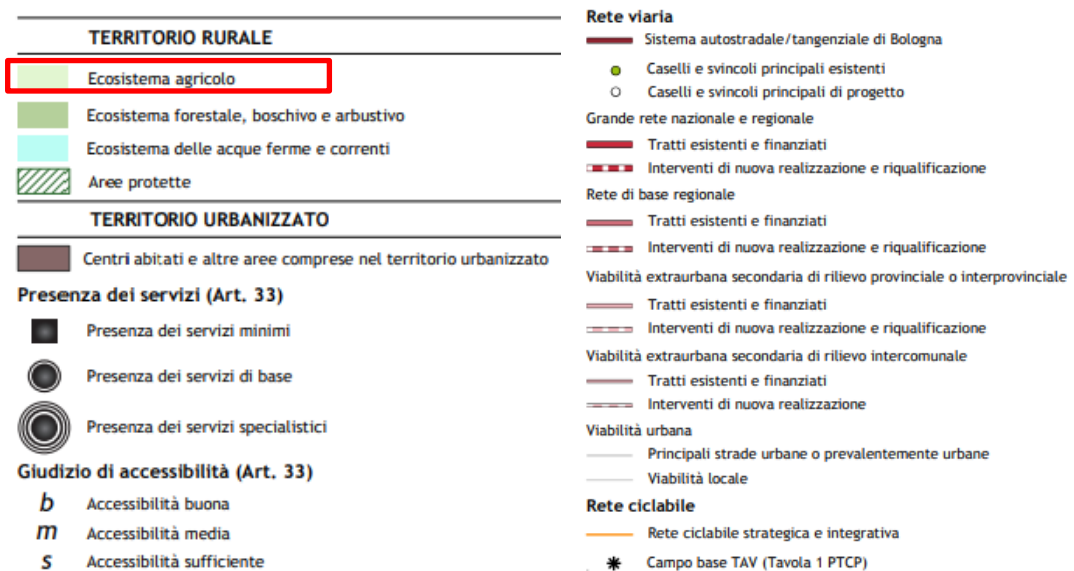 TERRITORIO RURALE
Ecosistema agricolo
Ecosistema forestale, boschivo e arbustivo
Ecosistema delle acque ferme e correnti
Aree protette
TERRITORIO URBANIZZATO
Centri abitati e altre aree comprese nel territorio urbanizzato
Presenza dei servizi (Art. 33)
Presenza dei servizi minimi
Presenza dei servizi di base
Presenza dei servizi specialistici
Giudizio di accessibilità (Art. 33)
b Accessibilità buona
m Accessibilità media
s Accessibilità sufficiente
Rete viaria
Sistema autostradale/tangenziale di Bologna
Caselli e svincoli principali esistenti
Caselli e svincoli principali di progetto
Grande rete nazionale e regionale
Tratti esistenti e finanziati
Interventi di nuova realizzazione e riqualificazione
Rete di base regionale
Tratti esistenti e finanziati
Interventi di nuova realizzazione e riqualificazione
Viabilità extraurbana secondaria di rilievo provinciale o interprovinciale
Tratti esistenti e finanziati
Interventi di nuova realizzazione e riqualificazione
Viabilità extraurbana secondaria di rilievo intercomunale
Tratti esistenti e finanziati
Interventi di nuova realizzazione
Viabilità urbana
Principali strade urbane o prevalentemente urbane
Viabilità locale
Rete ciclabile
Rete ciclabile strategica e integrativa
Campo base TAV (Tavola 1 PTCP)